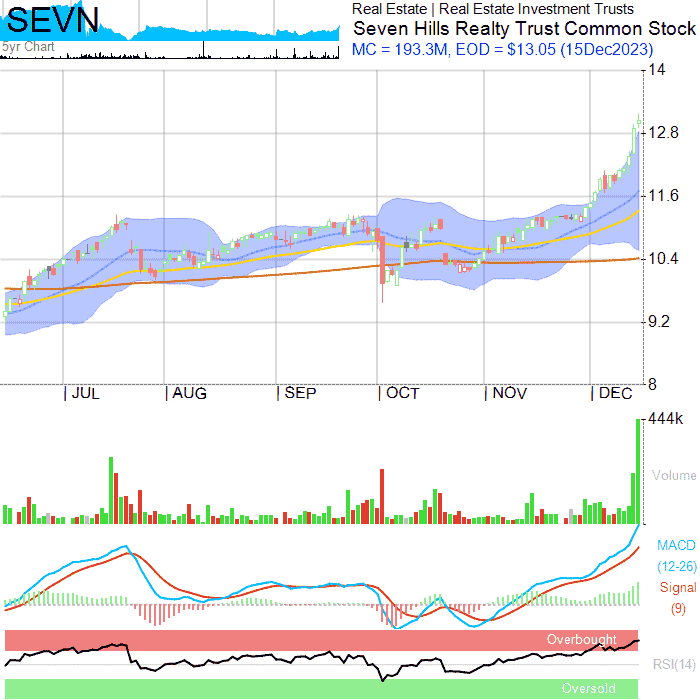 SEVN
5yr Chart
Real Estate | Real Estate Investment Trusts
Seven Hills Realty Trust Common Stock
MC = 193.3M, EOD = $13.05 (15Dec2023)
14
12.8
11.6
10.4
9.2
8
JUL
AUG
SEP
OCT
NOV
DEC
444k
Volume
MACD
(12-26)
Signal
(9)
Overbought
RSI(14)
Oversold